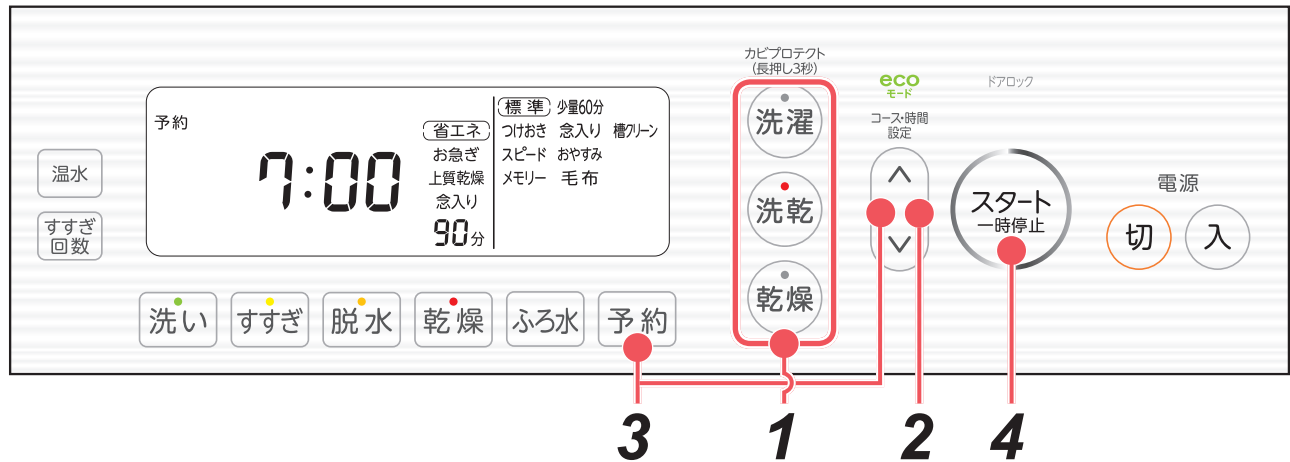 カビプロテクト
(長押し3秒)
eco
モード
ドアロック
コース・時間
設定
予約
7:00
省エネ
お急ぎ
上質乾燥
念入り
90分
標準 少量60分
つけおき 念入り 槽クリーン
スピード おやすみ
メモリー 毛布
温水
すすぎ
回数
洗濯
洗乾
乾燥
スタート
一時停止
電源
切 入
洗い すすぎ 脱水 乾燥 ふろ水 予約
3 1 2 4